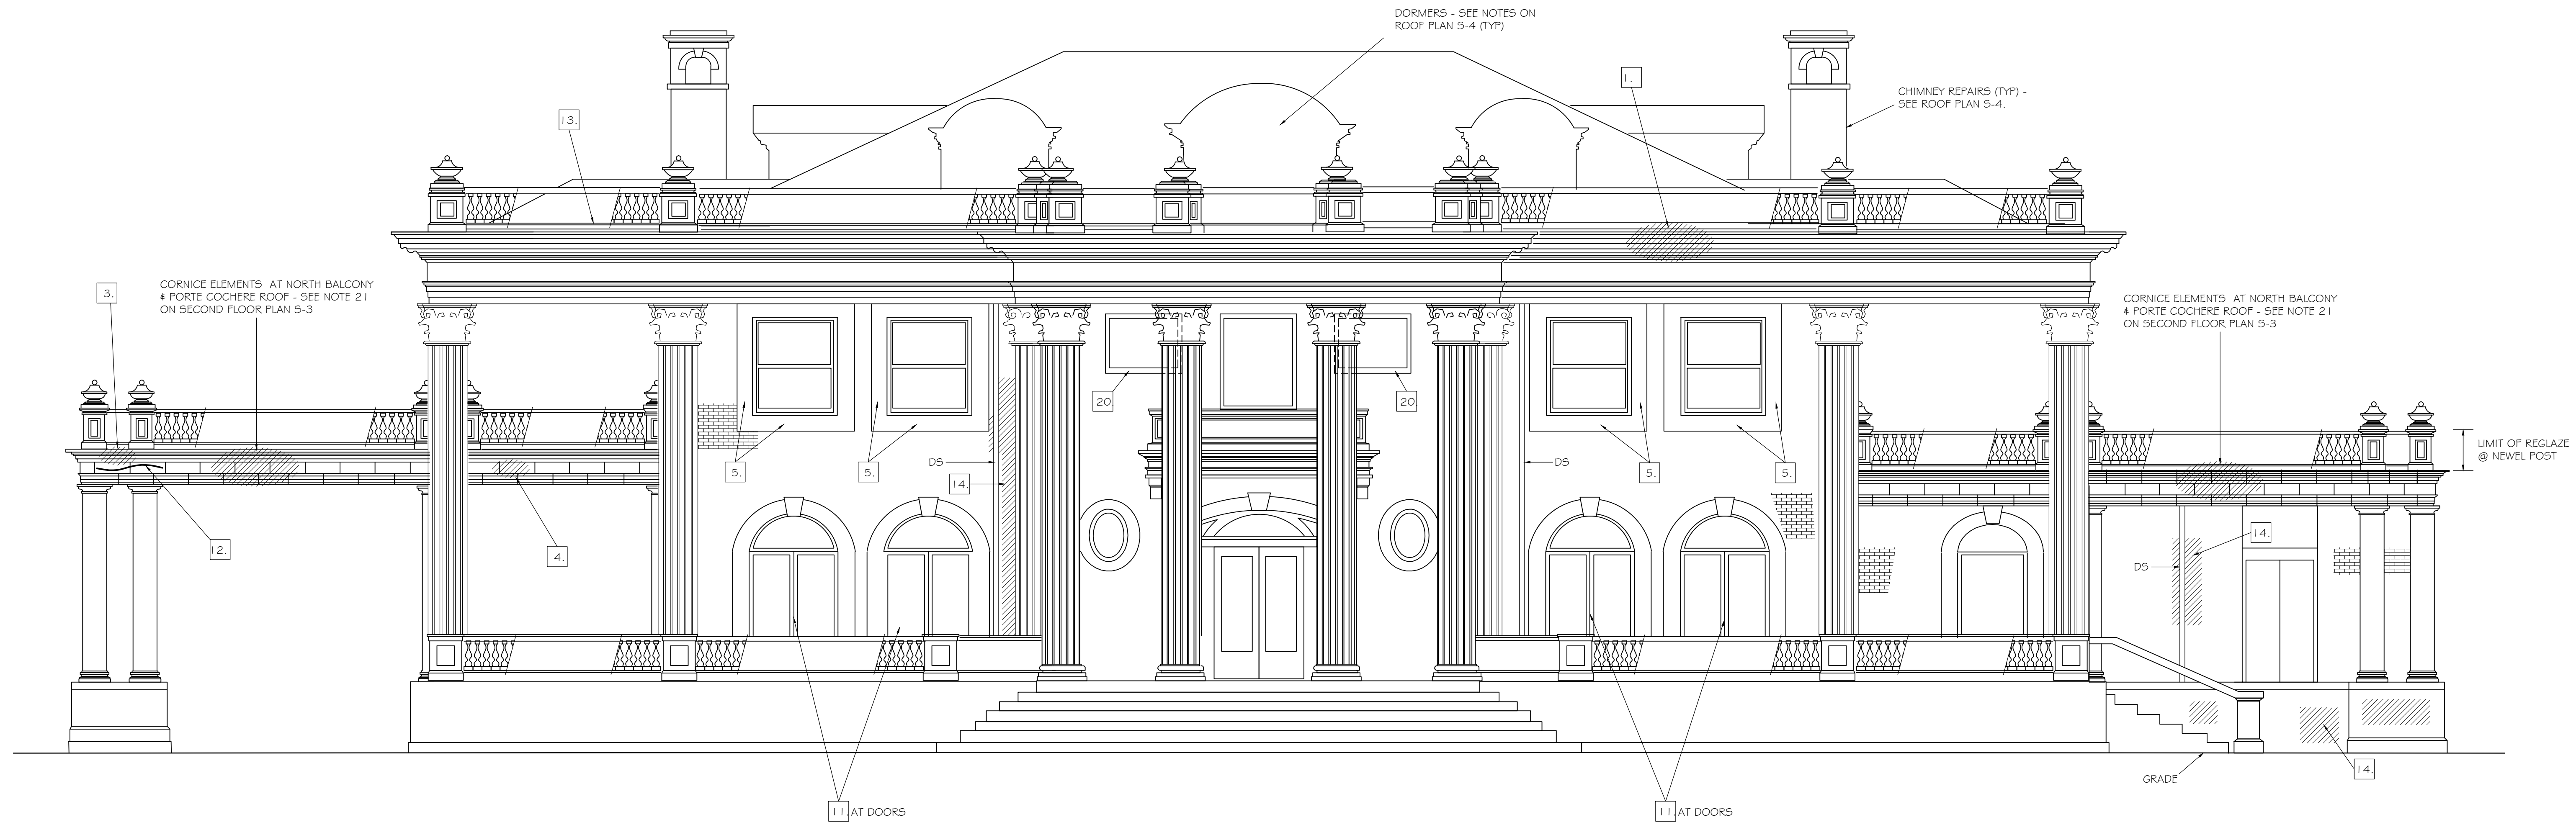 DORMERS - SEE NOTES ON
ROOF PLAN S-4 (TYP)
1.
CHIMNEY REPAIRS (TYP) -
SEE ROOF PLAN S-4.
13.
3.
CORNICE ELEMENTS AT NORTH BALCONY
& PORTE COCHERE ROOF - SEE NOTE 21
ON SECOND FLOOR PLAN S-3
CORNICE ELEMENTS AT NORTH BALCONY
& PORTE COCHERE ROOF - SEE NOTE 21
ON SECOND FLOOR PLAN S-3
20.
20.
LIMIT OF REGLAZE
@ NEWEL POST
5.
5.
DS
DS
5.
5.
14.
12.
4.
14.
DS
14.
GRADE
11. AT DOORS
11. AT DOORS